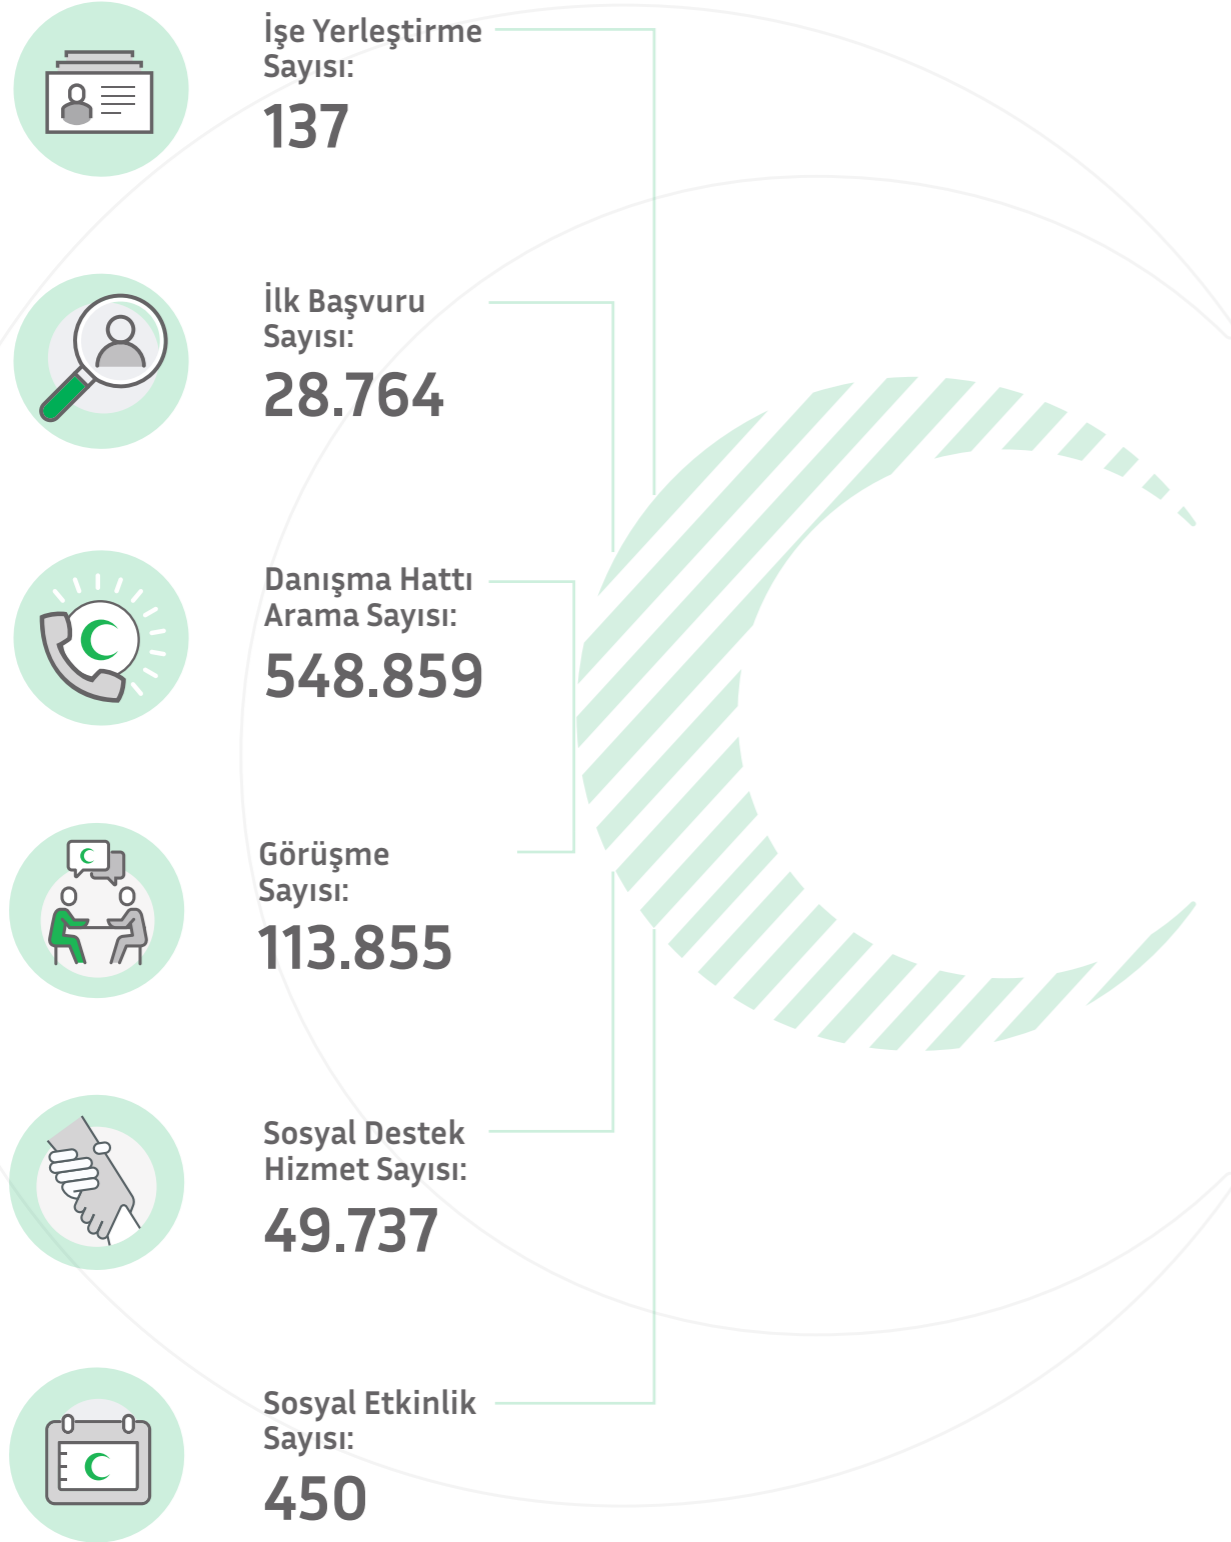 İşe Yerleştirme
Sayısı:
137
İlk Başvuru
Sayısı:
28.764
Danışma Hattı
Arama Sayısı:
548.859
Görüşme
Sayısı:
113.855
Sosyal Destek
Hizmet Sayısı:
49.737
Sosyal Etkinlik
Sayısı:
450